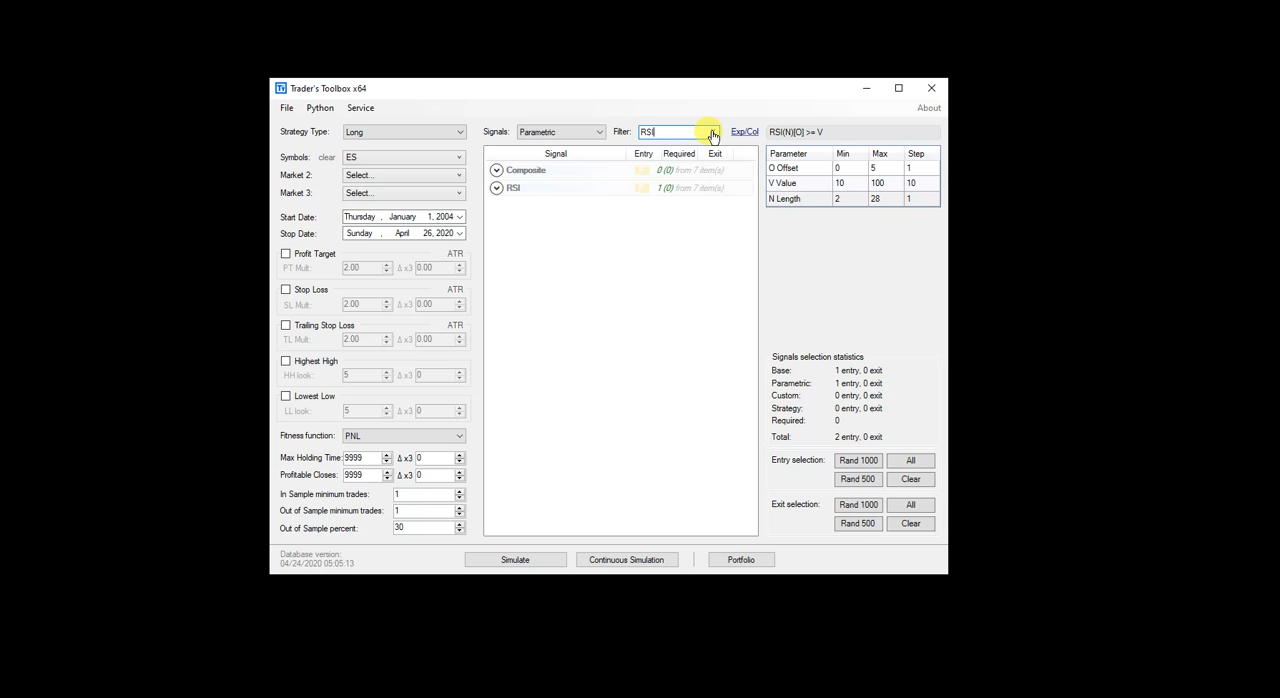 Trader's Toolbox x64
File Python Service About
Strategy Type: Long
Symbols: clear ES
Market 2: Select...
Market 3: Select...
Start Date: Thursday , January 1, 2004
Stop Date: Sunday , April 26, 2020
Profit Target ATR
PT Mult: 2.00 Δ x3 0.00
Stop Loss ATR
SL Mult: 2.00 Δ x3 0.00
Trailing Stop Loss ATR
TL Mult: 2.00 Δ x3 0.00
Highest High
HH look: 5 Δ x3 0
Lowest Low
LL look: 5 Δ x3 0
Fitness function: PNL
Max Holding Time: 9999 Δ x3 0
Profitable Closes: 9999 Δ x3 0
In Sample minimum trades: 1
Out of Sample minimum trades: 1
Out of Sample percent: 30
Signals: Parametric Filter: RSI Exp/Col
Signal Entry Required Exit
Composite 0 (0) from 7 item(s)
RSI 1 (0) from 7 item(s)
RSI(N)[O] >= V
Parameter Min Max Step
O Offset 0 5 1
V Value 10 100 10
N Length 2 28 1
Signals selection statistics
Base: 1 entry, 0 exit
Parametric: 1 entry, 0 exit
Custom: 0 entry, 0 exit
Strategy: 0 entry, 0 exit
Required: 0
Total: 2 entry, 0 exit
Entry selection: Rand 1000 All
Rand 500 Clear
Exit selection: Rand 1000 All
Rand 500 Clear
Database version:
04/24/2020 05:05:13
Simulate Continuous Simulation Portfolio